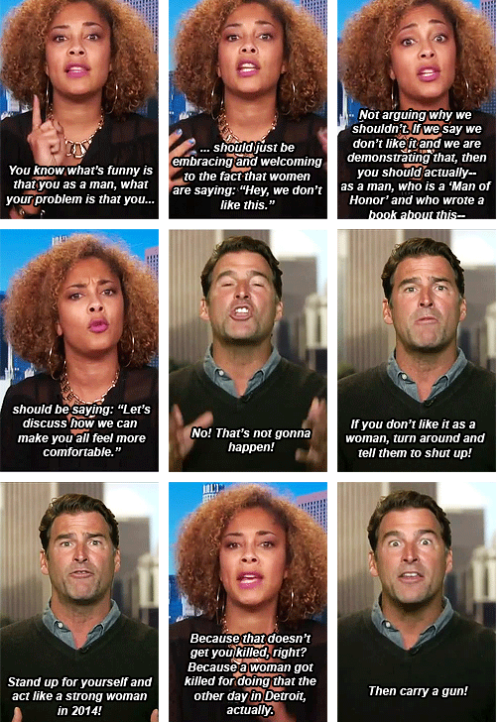 You know what's funny is
that you as a man, what
your problem is that you...
... should just be
embracing and welcoming
to the fact that women
are saying: "Hey, we don't
like this."
Not arguing why we
shouldn't. If we say we
don't like it and we are
demonstrating that, then
you should actually--
as a man, who is a 'Man of
Honor' and who wrote a
book about this--
should be saying: "Let's
discuss how we can
make you all feel more
comfortable."
No! That's not gonna
happen!
If you don't like it as a
woman, turn around and
tell them to shut up!
Stand up for yourself and
act like a strong woman
in 2014!
Because that doesn't
get you killed, right?
Because a woman got
killed for doing that the
other day in Detroit,
actually.
Then carry a gun!